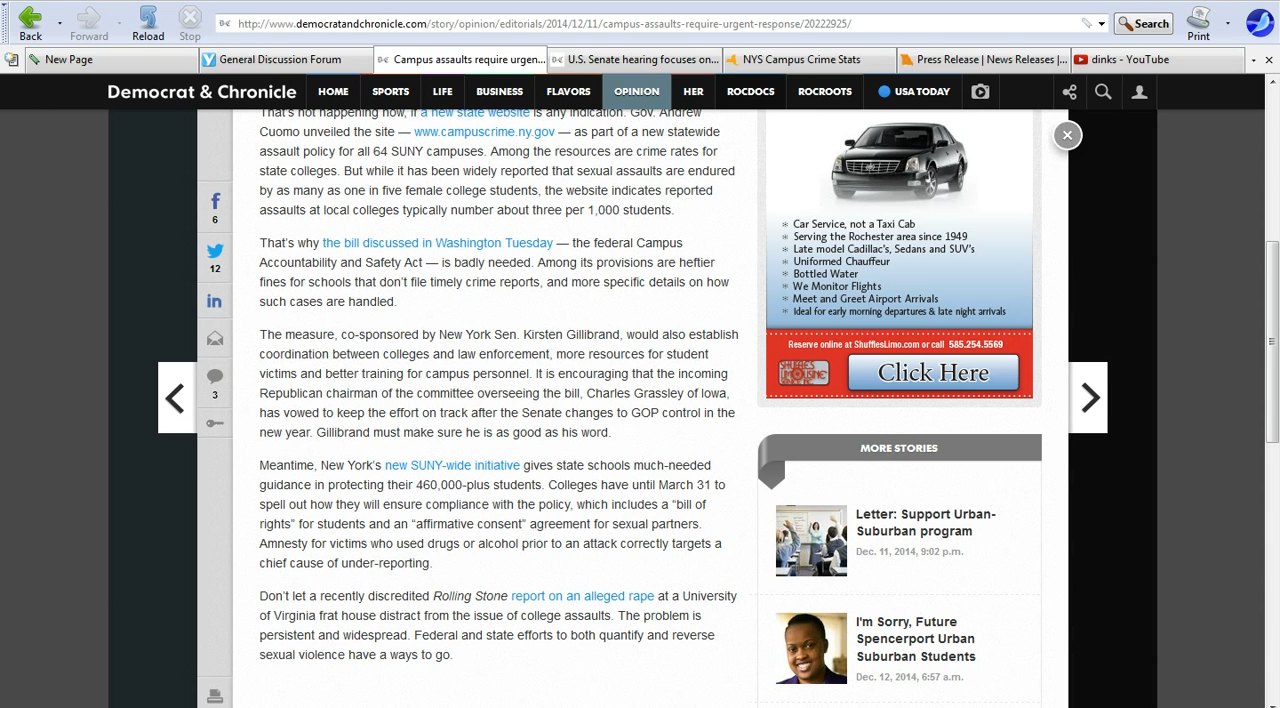 Back
Forward
Reload
Stop
http://www.democratandchronicle.com/story/opinion/editorials/2014/12/11/campus-assaults-require-urgent-response/20222925/
Search
Print
New Page
General Discussion Forum
Campus assaults require urgen...
U.S. Senate hearing focuses on...
NYS Campus Crime Stats
Press Release | News Releases |...
dinks - YouTube
Democrat & Chronicle
HOME
SPORTS
LIFE
BUSINESS
FLAVORS
OPINION
HER
ROCDOCS
ROCROOTS
USA TODAY
That's not happening now, if a new state website is any indication. Gov. Andrew
Cuomo unveiled the site — www.campuscrime.ny.gov — as part of a new statewide
assault policy for all 64 SUNY campuses. Among the resources are crime rates for
state colleges. But while it has been widely reported that sexual assaults are endured
by as many as one in five female college students, the website indicates reported
assaults at local colleges typically number about three per 1,000 students.
That's why the bill discussed in Washington Tuesday — the federal Campus
Accountability and Safety Act — is badly needed. Among its provisions are heftier
fines for schools that don't file timely crime reports, and more specific details on how
such cases are handled.
The meaure, co-sponsored by New York Sen. Kirsten Gillibrand, would also establish
coordination between colleges and law enforcement, more resources for student
victims and better training for campus personnel. It is encouraging that the incoming
Republican chairman of the committee overseeing the bill, Charles Grassley of Iowa,
has vowed to keep the effort on track after the Senate changes to GOP control in the
new year. Gillibrand must make sure he is as good as his word.
Meantime, New York's new SUNY-wide initiative gives state schools much-needed
guidance in protecting their 460,000-plus students. Colleges have until March 31 to
spell out how they will ensure compliance with the policy, which includes a "bill of
rights" for students and an "affirmative consent" agreement for sexual partners.
Amnesty for victims who used drugs or alcohol prior to an attack correctly targets a
chief cause of under-reporting.
Don't let a recently discredited Rolling Stone report on an alleged rape at a University
of Virginia frat house distract from the issue of college assaults. The problem is
persistent and widespread. Federal and state efforts to both quantify and reverse
sexual violence have a ways to go.
6
12
3
* Car Service, not a Taxi Cab
* Serving the Rochester area since 1949
* Late model Cadillac's, Sedans and SUV's
* Uniformed Chauffeur
* Bottled Water
* We Monitor Flights
* Meet and Greet Airport Arrivals
* Ideal for early morning departures & late night arrivals
Reserve online at ShufflesLimo.com or call 585.254.5569
Click Here
MORE STORIES
Letter: Support Urban-
Suburban program
Dec. 11, 2014, 9:02 p.m.
I'm Sorry, Future
Spencerport Urban
Suburban Students
Dec. 12, 2014, 6:57 a.m.